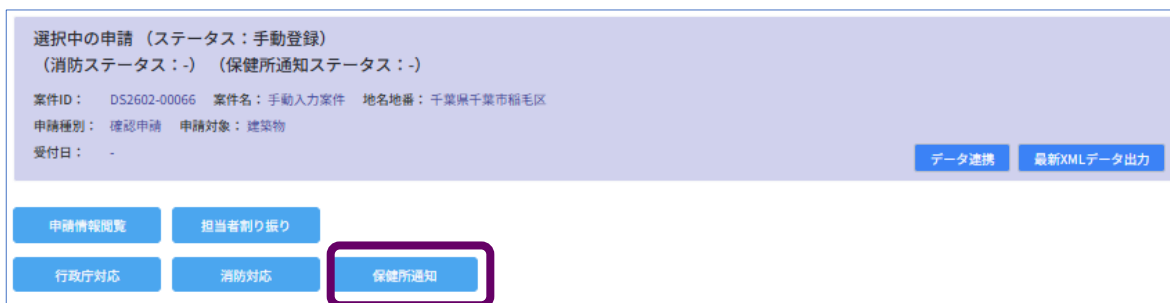 選択中の申請 （ステータス：手動登録）
（消防ステータス：-） （保健所通知ステータス：-）
案件ID： DS2602-00066 案件名：手動入力案件 地名地番：千葉県千葉市稲毛区
申請種別： 確認申請 申請対象：建築物
受付日： -
データ連携 最新XMLデータ出力
申請情報閲覧 担当者割り振り
行政庁対応 消防対応 保健所通知